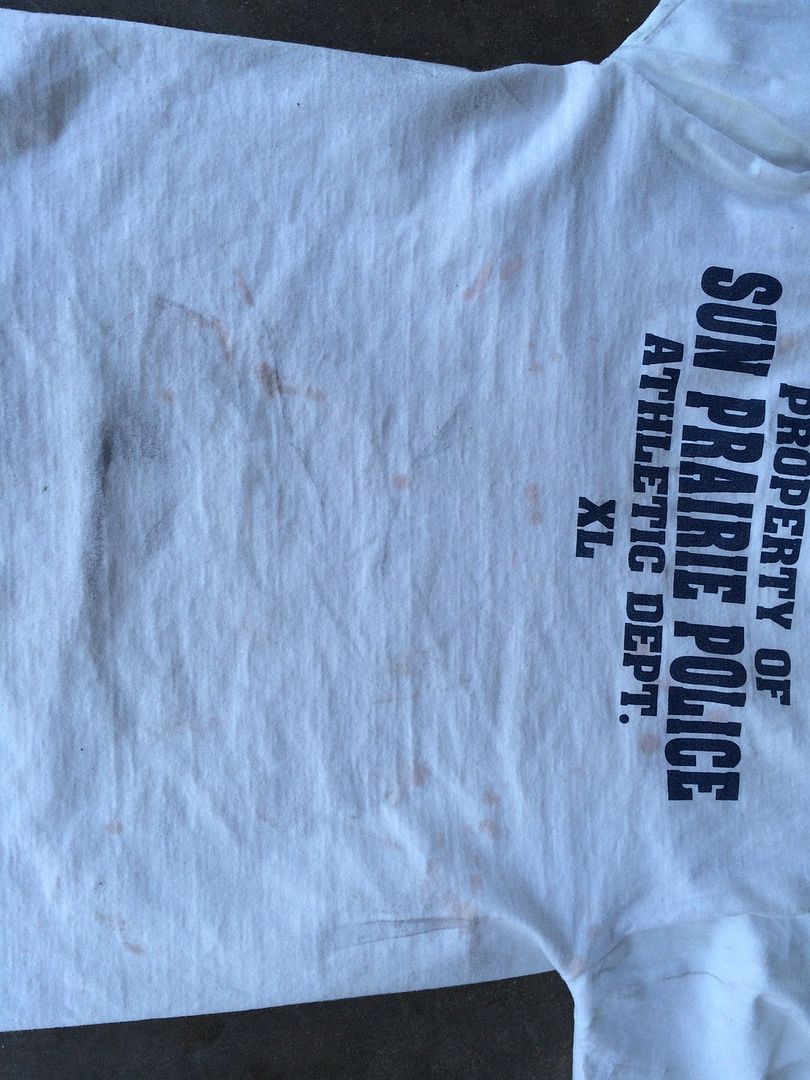 PROPERTY OF
SUN PRAIRIE POLICE
ATHLETIC DEPT.
XL